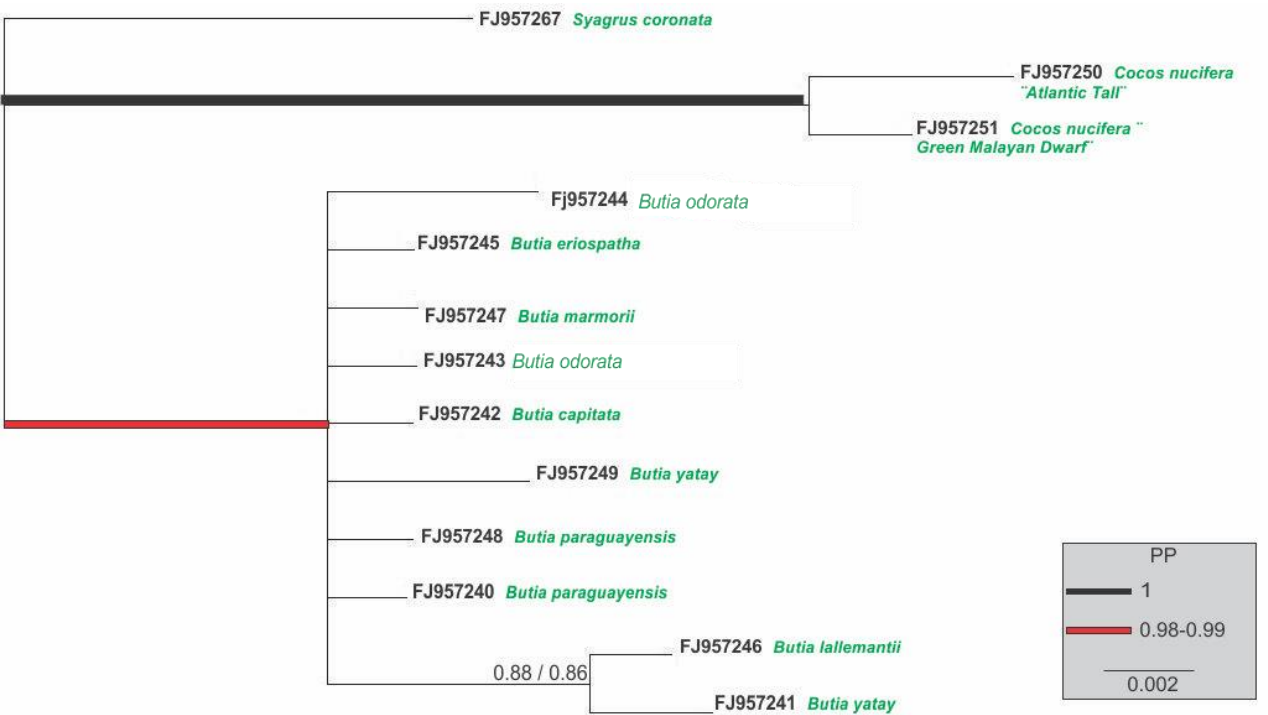 FJ957267 Syagrus coronata
FJ957250 Cocos nucifera
¨Atlantic Tall¨
FJ957251 Cocos nucifera ¨
Green Malayan Dwarf¨
Fj957244 Butia odorata
FJ957245 Butia eriospatha
FJ957247 Butia marmorii
FJ957243 Butia odorata
FJ957242 Butia capitata
FJ957249 Butia yatay
FJ957248 Butia paraguayensis
FJ957240 Butia paraguayensis
FJ957246 Butia lallemantii
0.88 / 0.86
FJ957241 Butia yatay
PP
1
0.98-0.99
0.002